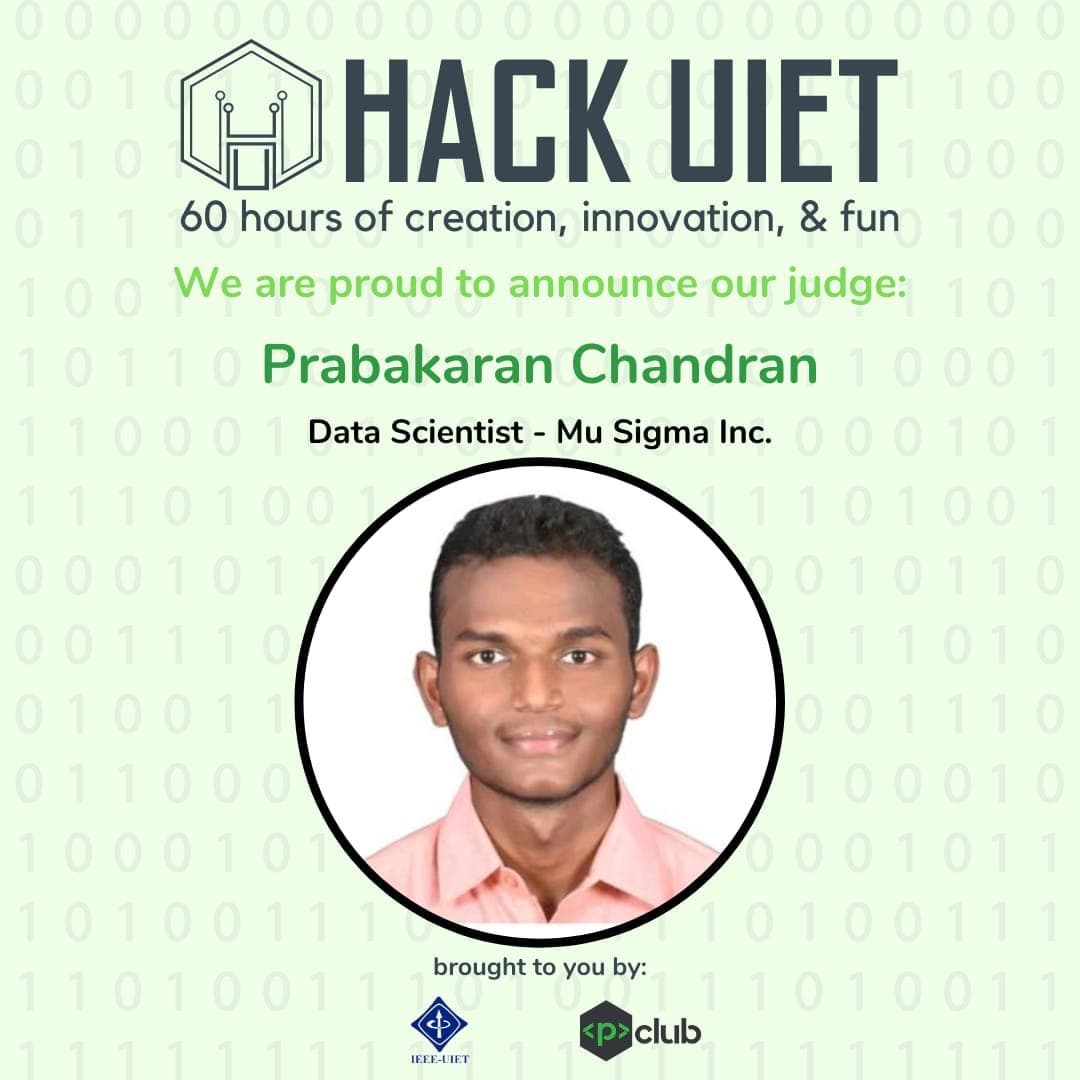 HACK UIET
60 hours of creation, innovation, & fun
We are proud to announce our judge:
Prabakaran Chandran
Data Scientist - Mu Sigma Inc.
brought to you by:
IEEE-UIET
<p>club